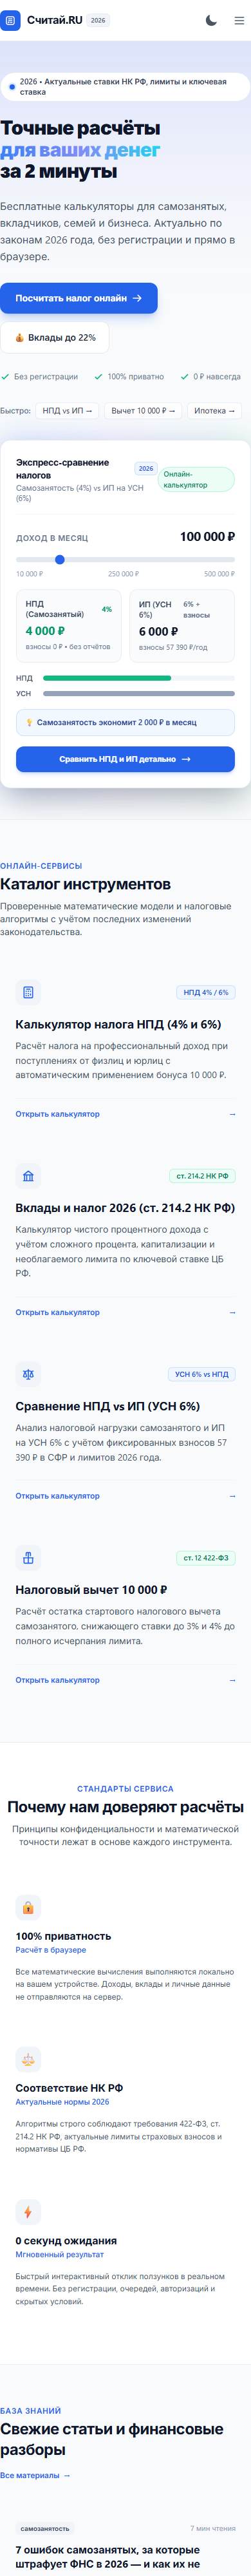 Считай.RU 2026
2026 • Актуальные ставки НК РФ, лимиты и ключевая
ставка
Точные расчёты
для ваших денег
за 2 минуты
Бесплатные калькуляторы для самозанятых,
вкладчиков, семей и бизнеса. Актуально по
законам 2026 года, без регистрации и прямо в
браузере.
Посчитать налог онлайн →
💰 Вклады до 22%
✓ Без регистрации ✓ 100% приватно ✓ 0 ₽ навсегда
Быстро: НПД vs ИП → Вычет 10 000 ₽ → Ипотека →
Экспресс-сравнение
налогов
2026
Самозанятость (4%) vs ИП на УСН
(6%)
Онлайн-
калькулятор
ДОХОД В МЕСЯЦ 100 000 ₽
10 000 ₽ 250 000 ₽ 500 000 ₽
НПД
(Самозанятый)
4%
4 000 ₽
взносы 0 ₽ • без отчётов
ИП (УСН
6%)
6% +
взносы
6 000 ₽
взносы 57 390 ₽/год
НПД
УСН
💡 Самозанятость экономит 2 000 ₽ в месяц
Сравнить НПД и ИП детально →
ОНЛАЙН-СЕРВИСЫ
Каталог инструментов
Проверенные математические модели и налоговые
алгоритмы с учётом последних изменений
законодательства.
НПД 4% / 6%
Калькулятор налога НПД (4% и 6%)
Расчёт налога на профессиональный доход при
поступлениях от физлиц и юрлиц с
автоматическим применением бонуса 10 000 ₽.
Открыть калькулятор →
ст. 214.2 НК РФ
Вклады и налог 2026 (ст. 214.2 НК РФ)
Калькулятор чистого процентного дохода с
учётом сложного процента, капитализации и
необлагаемого лимита по ключевой ставке ЦБ
РФ.
Открыть калькулятор →
УСН 6% vs НПД
Сравнение НПД vs ИП (УСН 6%)
Анализ налоговой нагрузки самозанятого и ИП
на УСН 6% с учётом фиксированных взносов 57
390 ₽ в СФР и лимитов 2026 года.
Открыть калькулятор →
ст. 12 422-ФЗ
Налоговый вычет 10 000 ₽
Расчёт остатка стартового налогового вычета
самозанятого, снижающего ставки до 3% и 4% до
полного исчерпания лимита.
Открыть калькулятор →
СТАНДАРТЫ СЕРВИСА
Почему нам доверяют расчёты
Принципы конфиденциальности и математической
точности лежат в основе каждого инструмента.
100% приватность
Расчёт в браузере
Все математические вычисления выполняются локально
на вашем устройстве. Доходы, вклады и личные данные
не отправляются на сервер.
Соответствие НК РФ
Актуальные нормы 2026
Алгоритмы строго соблюдают требования 422-ФЗ, ст.
214.2 НК РФ, актуальные лимиты страховых взносов и
нормативы ЦБ РФ.
0 секунд ожидания
Мгновенный результат
Быстрый интерактивный отклик ползунков в реальном
времени. Без регистрации, очередей, авторизаций и
скрытых условий.
БАЗА ЗНАНИЙ
Свежие статьи и финансовые
разборы
Все материалы →
самозанятость 7 мин чтения
7 ошибок самозанятых, за которые
штрафует ФНС в 2026 — и как их не